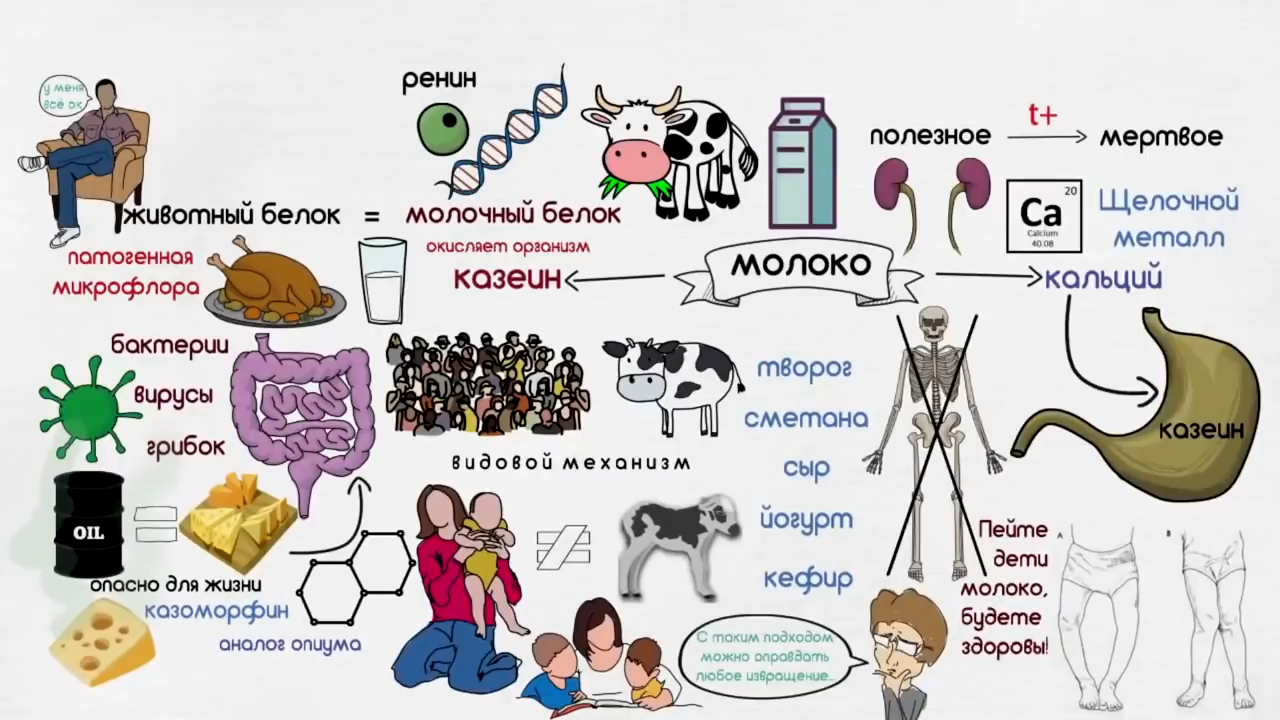 у меня
всё ок
ренин
полезное
t+
мертвое
20
Ca
Calcium
40.08
Щелочной
металл
животный белок = молочный белок
патогенная
микрофлора
окисляет организм
казеин
молоко
кальций
бактерии
вирусы
грибок
творог
сметана
сыр
йогурт
кефир
казеин
видовой механизм
OIL
=
≠
опасно для жизни
казоморфин
аналог опиума
Пейте
дети
молоко,
будете
здоровы!
A
B
С таким подходом
можно оправдать
любое извращение...